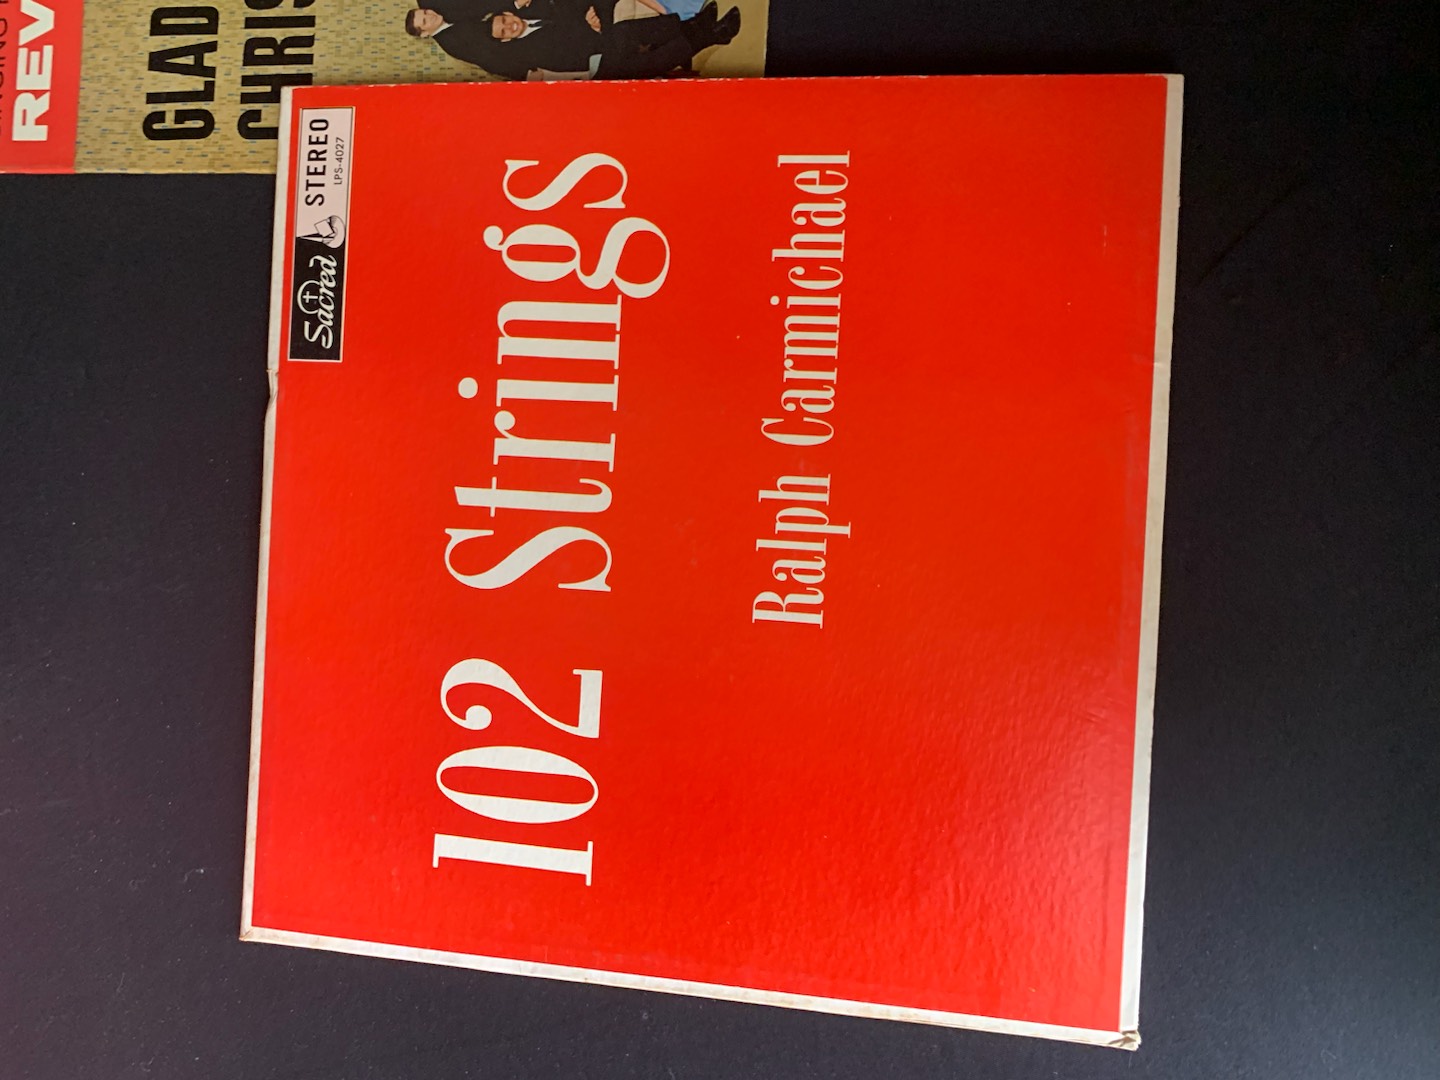 Sacred STEREO
LPS-4027
102 Strings
Ralph Carmichael
REV
GLAD
CHRIS